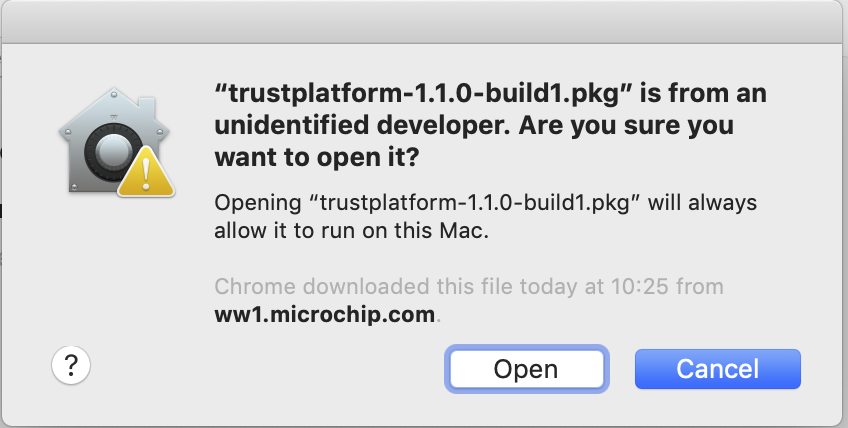 “trustplatform-1.1.0-build1.pkg” is from an
unidentified developer. Are you sure you
want to open it?
Opening “trustplatform-1.1.0-build1.pkg” will always
allow it to run on this Mac.
Chrome downloaded this file today at 10:25 from
ww1.microchip.com.
?
Open
Cancel